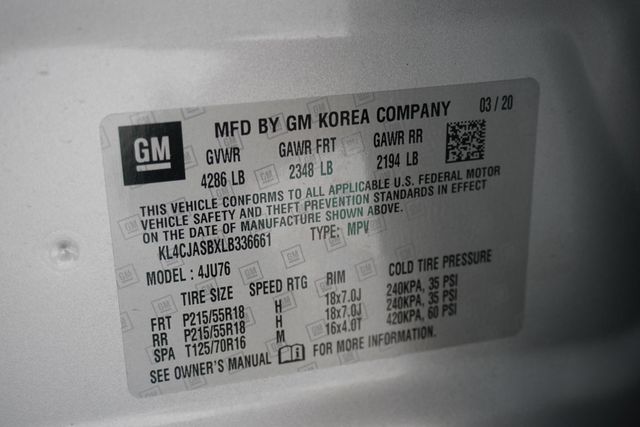 GM
MFD BY GM KOREA COMPANY 03/20
GVWR GAWR FRT GAWR RR
4286 LB 2348 LB 2194 LB
THIS VEHICLE CONFORMS TO ALL APPLICABLE U.S. FEDERAL MOTOR
VEHICLE SAFETY AND THEFT PREVENTION STANDARDS IN EFFECT
ON THE DATE OF MANUFACTURE SHOWN ABOVE.
KL4CJASBXLB336661 TYPE: MPV
MODEL: 4JU76
TIRE SIZE SPEED RTG RIM COLD TIRE PRESSURE
FRT P215/55R18 H 18x7.0J 240KPA, 35 PSI
RR P215/55R18 H 18x7.0J 240KPA, 35 PSI
SPA T125/70R16 M 16x4.0T 420KPA, 60 PSI
SEE OWNER'S MANUAL FOR MORE INFORMATION.